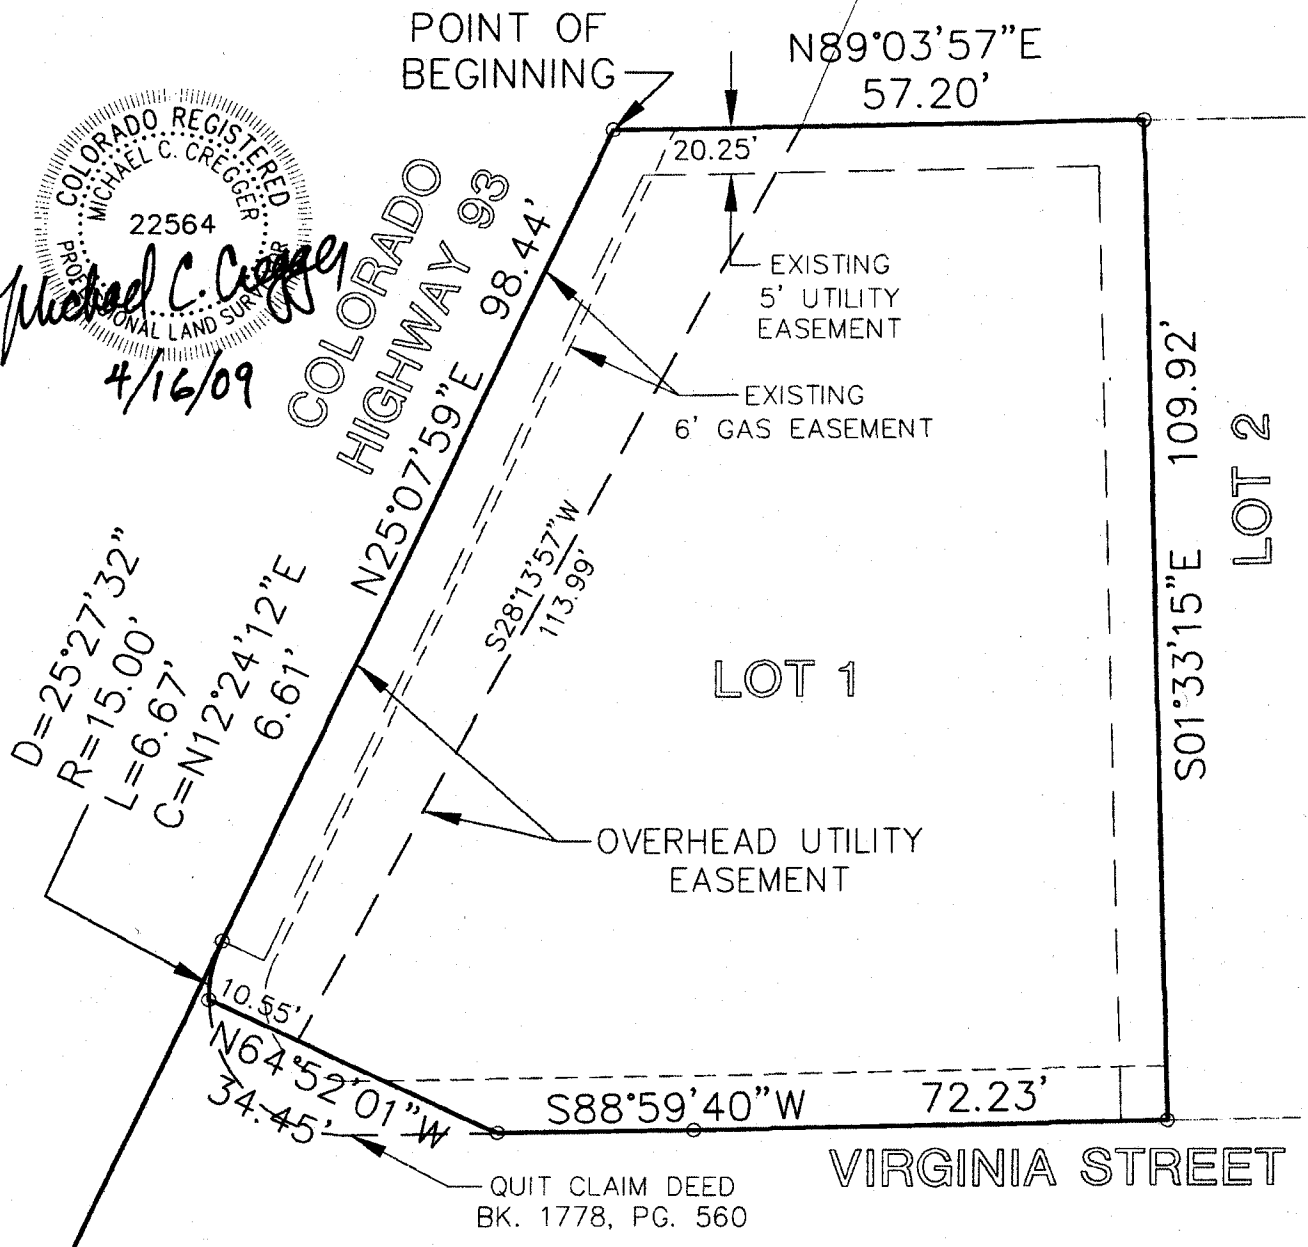 POINT OF
BEGINNING
N89°03'57"E
57.20'
COLORADO REGISTERED
MICHAEL C. CREGGER
22564
PROFESSIONAL LAND SURVEYOR
Michael C. Cregger
4/16/09
COLORADO
HIGHWAY 93
20.25'
EXISTING
5' UTILITY
EASEMENT
EXISTING
6' GAS EASEMENT
N25°07'59"E 98.44'
S28°13'57"W
113.99'
S01°33'15"E 109.92'
LOT 2
LOT 1
D=25°27'32"
R=15.00'
L=6.67'
C=N12°24'12"E
6.61'
OVERHEAD UTILITY
EASEMENT
10.55'
N64°52'01"W
34.45'
S88°59'40"W 72.23'
VIRGINIA STREET
QUIT CLAIM DEED
BK. 1778, PG. 560